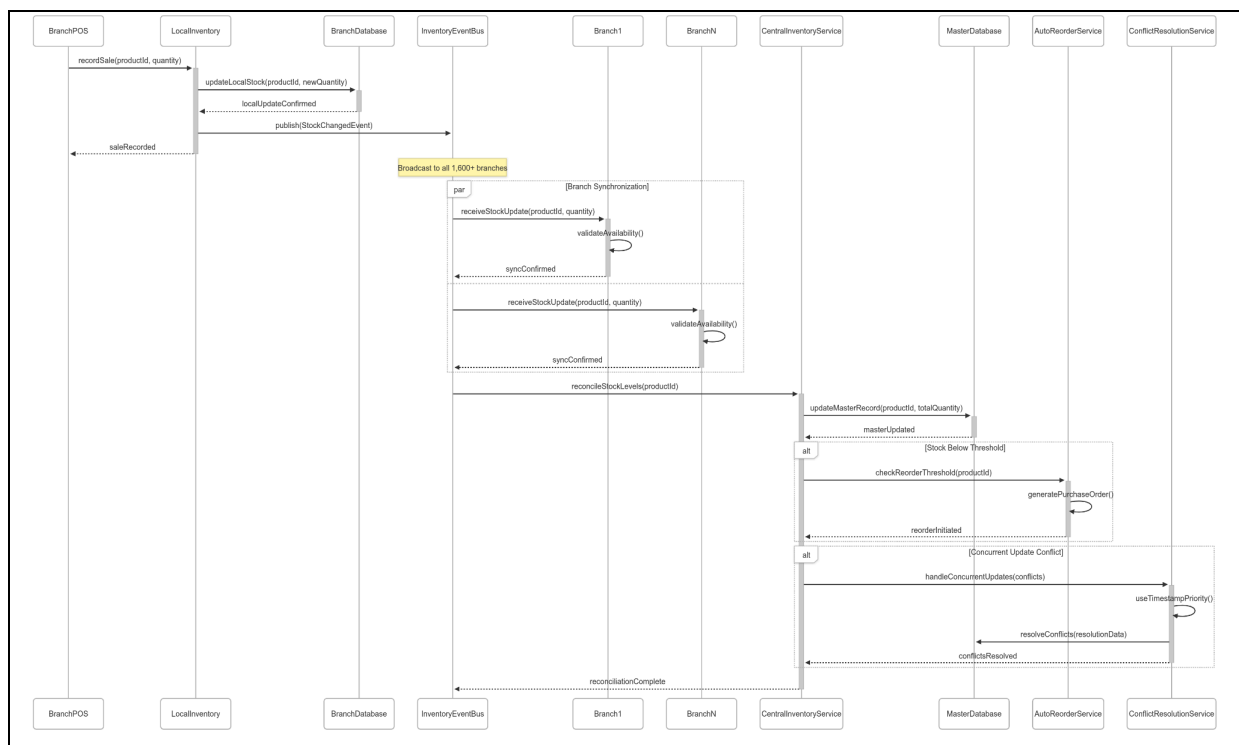 BranchPOS
LocalInventory
BranchDatabase
InventoryEventBus
Branch1
BranchN
CentralInventoryService
MasterDatabase
AutoReorderService
ConflictResolutionService
recordSale(productId, quantity)
updateLocalStock(productId, newQuantity)
localUpdateConfirmed
publish(StockChangedEvent)
saleRecorded
Broadcast to all 1,600+ branches
par
[Branch Synchronization]
receiveStockUpdate(productId, quantity)
validateAvailability()
syncConfirmed
receiveStockUpdate(productId, quantity)
validateAvailability()
syncConfirmed
reconcileStockLevels(productId)
updateMasterRecord(productId, totalQuantity)
masterUpdated
alt
[Stock Below Threshold]
checkReorderThreshold(productId)
generatePurchaseOrder()
reorderInitiated
alt
[Concurrent Update Conflict]
handleConcurrentUpdates(conflicts)
useTimestampPriority()
resolveConflicts(resolutionData)
conflictsResolved
reconciliationComplete
BranchPOS
LocalInventory
BranchDatabase
InventoryEventBus
Branch1
BranchN
CentralInventoryService
MasterDatabase
AutoReorderService
ConflictResolutionService